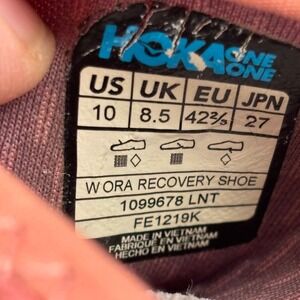 HOKA ONE ONE
US UK EU JPN
10 8.5 42⅔ 27
W ORA RECOVERY SHOE
1099678 LNT
FE1219K
MADE IN VIETNAM
FABRIQUÉ EN VIETNAM
HECHO EN VIETNAM